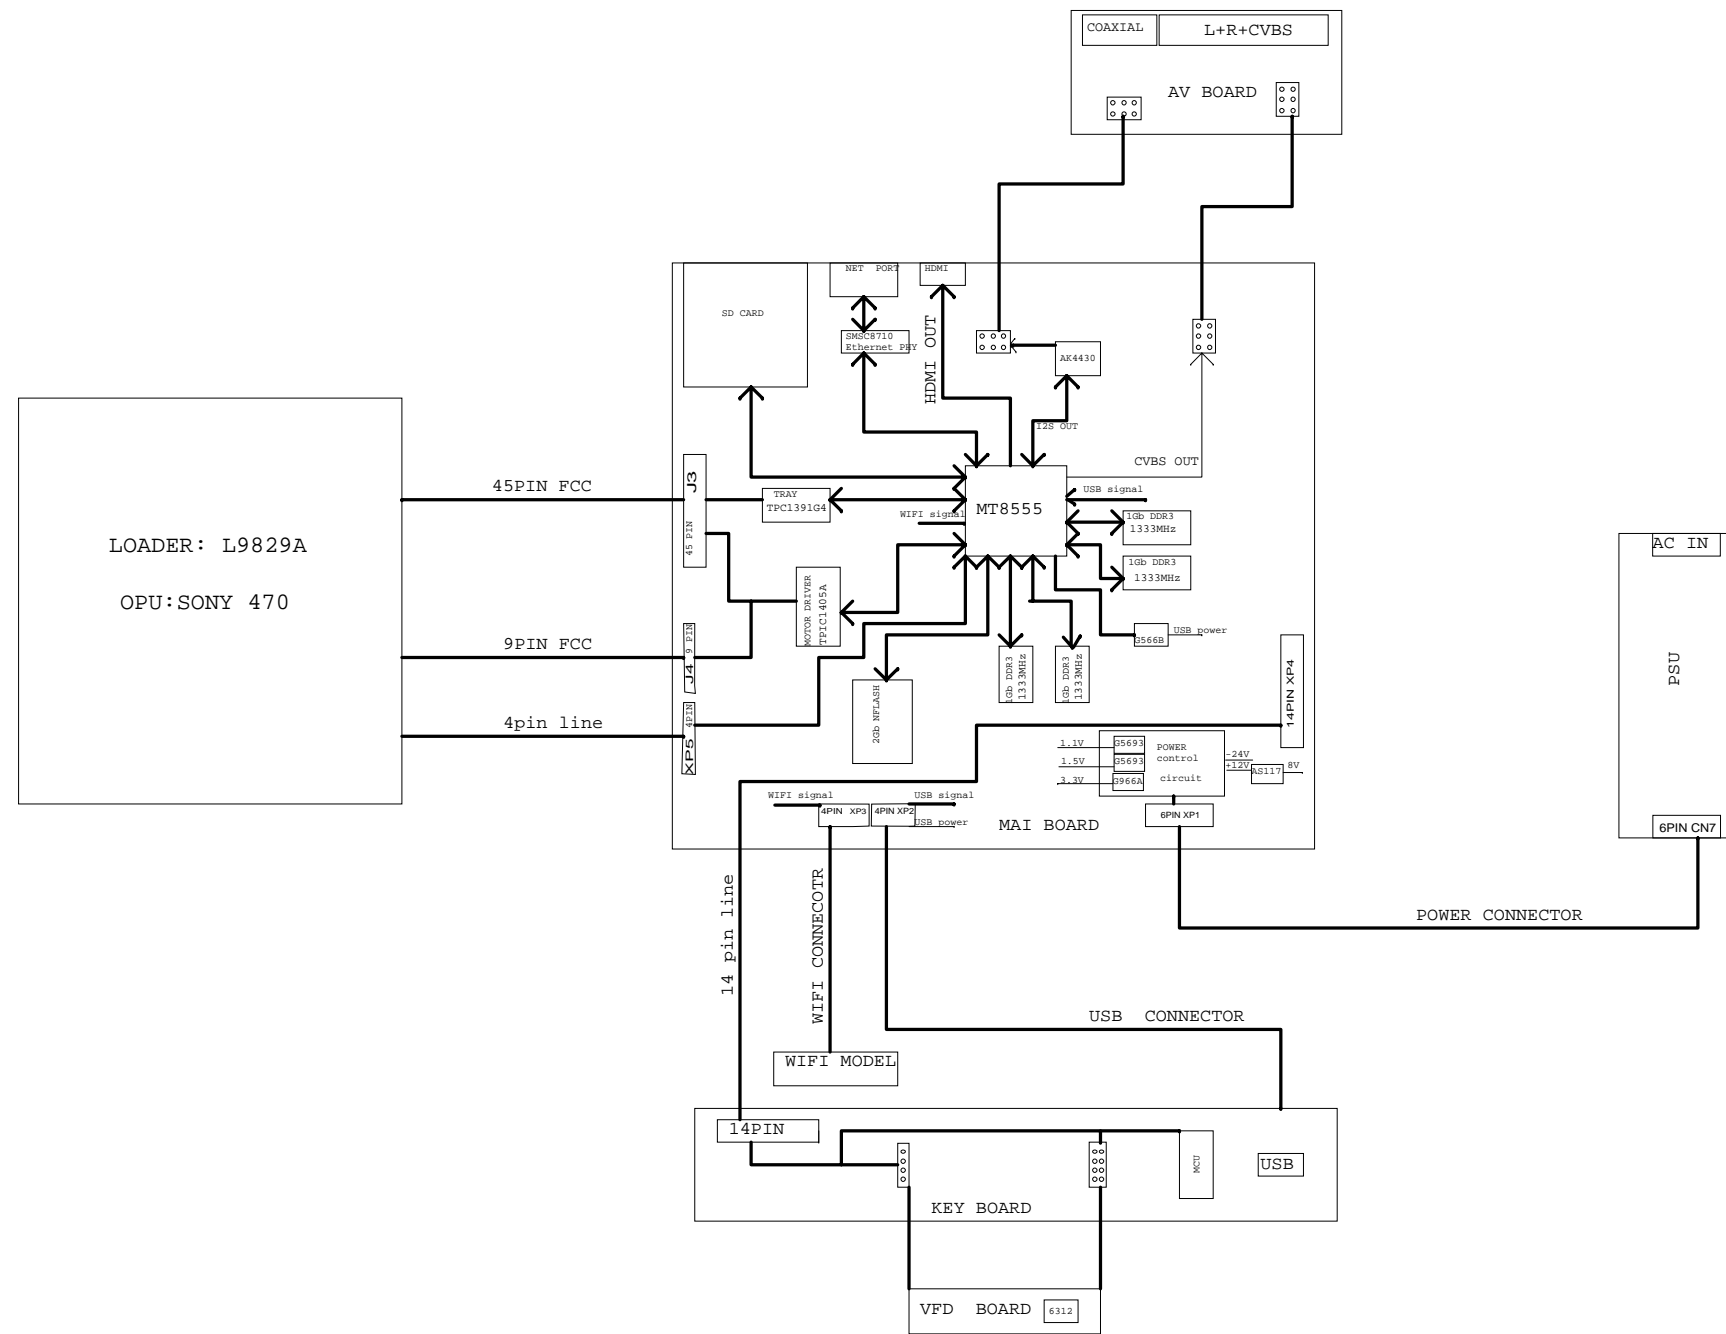 COAXIAL
L+R+CVBS
AV BOARD
NET PORT
HDMI
SD CARD
SMSC8710
Ethernet PHY
HDMI OUT
AK4430
I2S OUT
CVBS OUT
J3
45 PIN
45PIN FCC
TRAY
TPC1391G4
USB signal
WIFI signal
MT8555
1Gb DDR3
1333MHz
1Gb DDR3
1333MHz
LOADER: L9829A
OPU:SONY 470
MOTOR DRIVER
TPIC1405A
9PIN FCC
J4
9 PIN
1Gb DDR3
1333MHz
1Gb DDR3
1333MHz
G566B
USB power
14PIN XP4
AC IN
PSU
6PIN CN7
4pin line
XP5
4PIN
2Gb NFLASH
1.1V
G5693
1.5V
G5693
3.3V
G966A
POWER
control
circuit
-24V
+12V
AS117
8V
WIFI signal
4PIN XP3
4PIN XP2
USB signal
USB power
MAI BOARD
6PIN XP1
POWER CONNECTOR
14 pin line
WIFI CONNECOTR
USB CONNECTOR
WIFI MODEL
14PIN
MCU
USB
KEY BOARD
VFD BOARD
6312